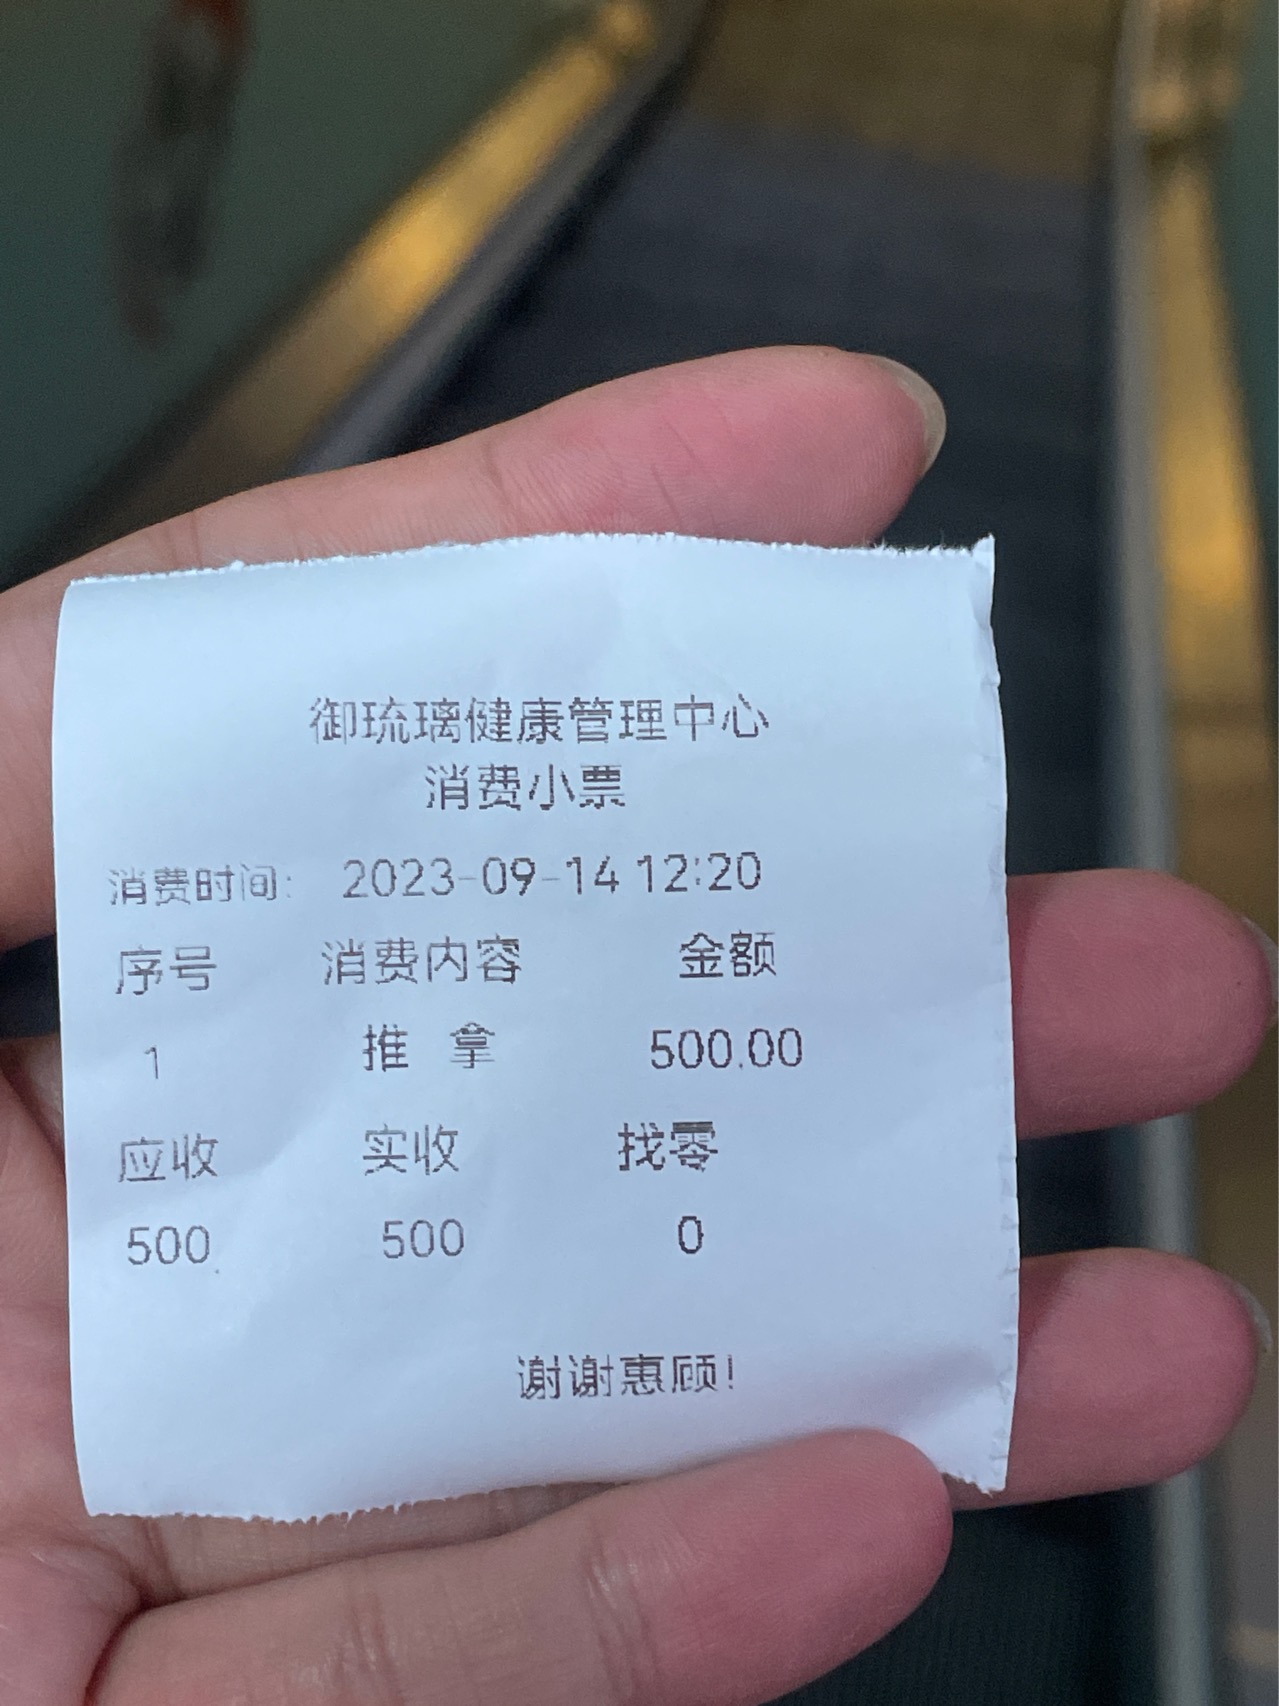 御琉璃健康管理中心
消费小票
消费时间: 2023-09-14 12:20
序号 消费内容 金额
1 推 拿 500.00
应收 实收 找零
500 500 0
谢谢惠顾!